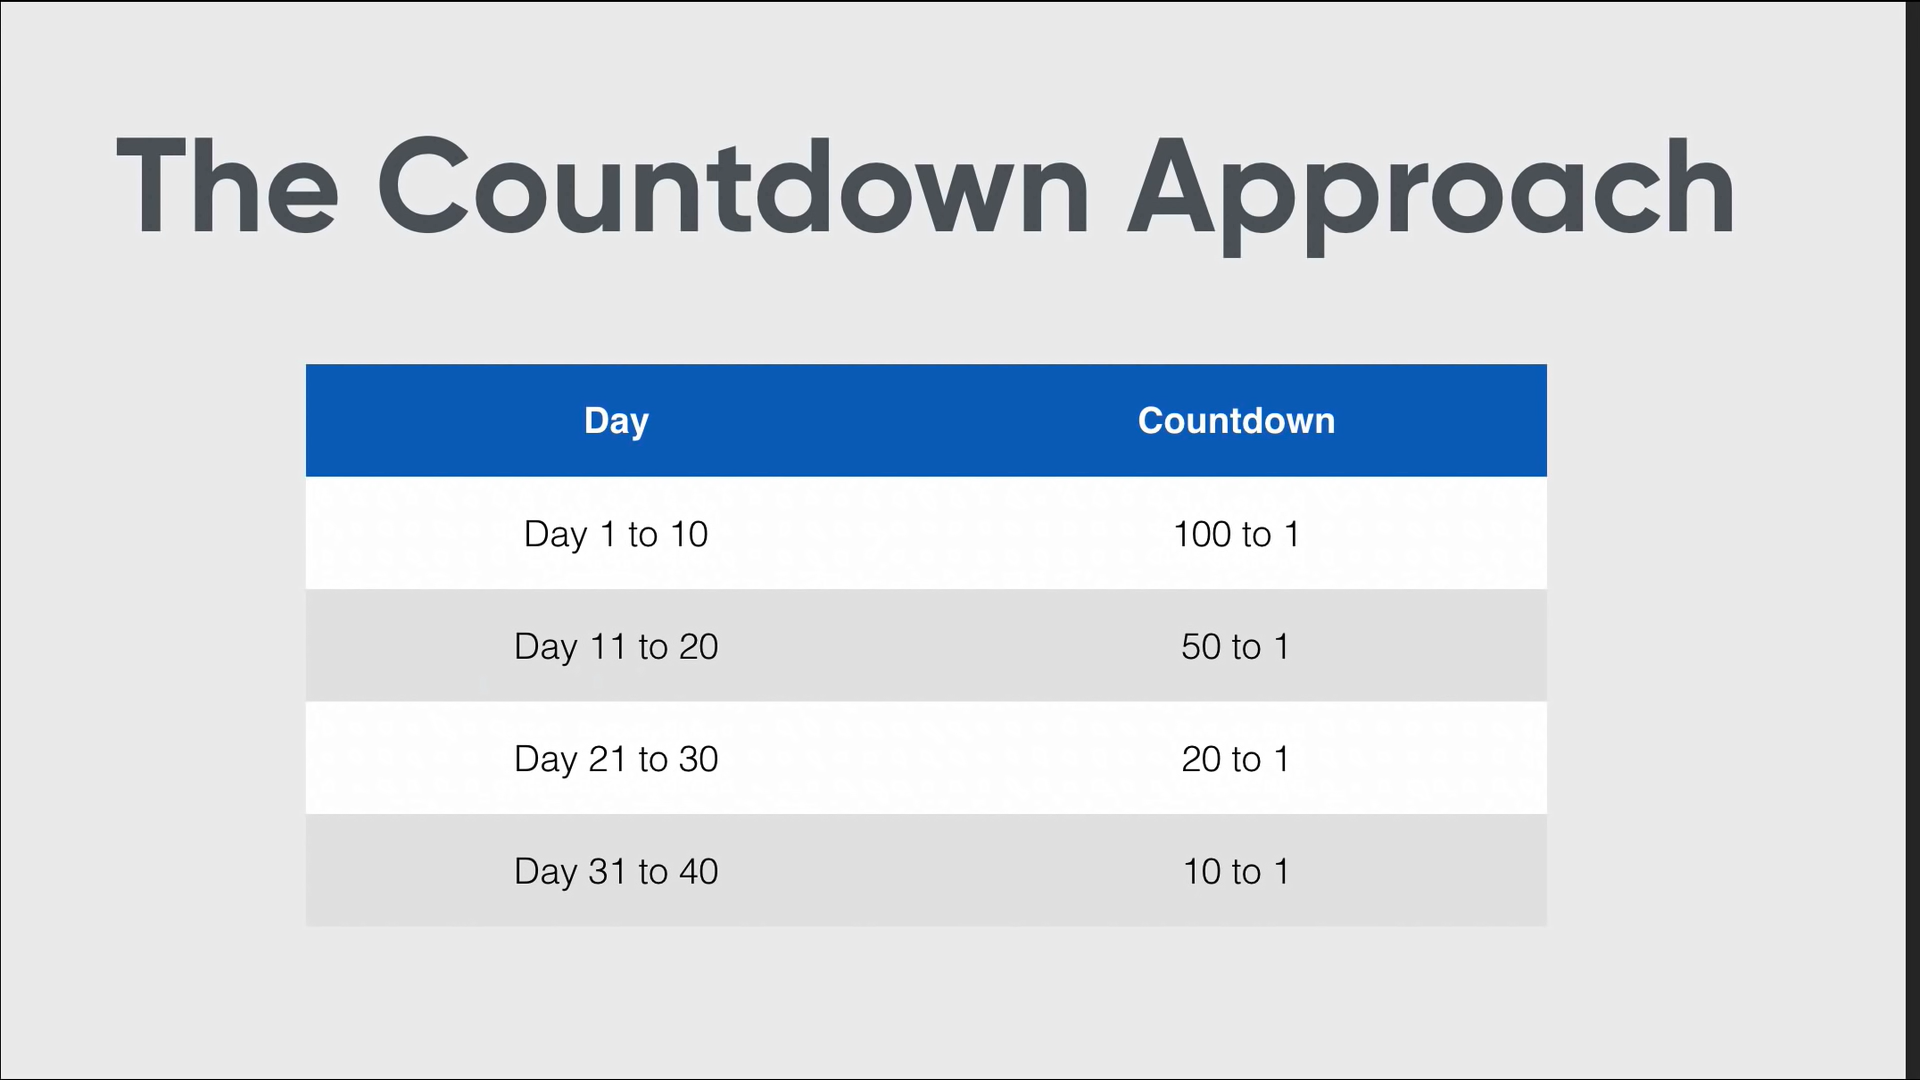 The Countdown Approach
Day Countdown
Day 1 to 10 100 to 1
Day 11 to 20 50 to 1
Day 21 to 30 20 to 1
Day 31 to 40 10 to 1